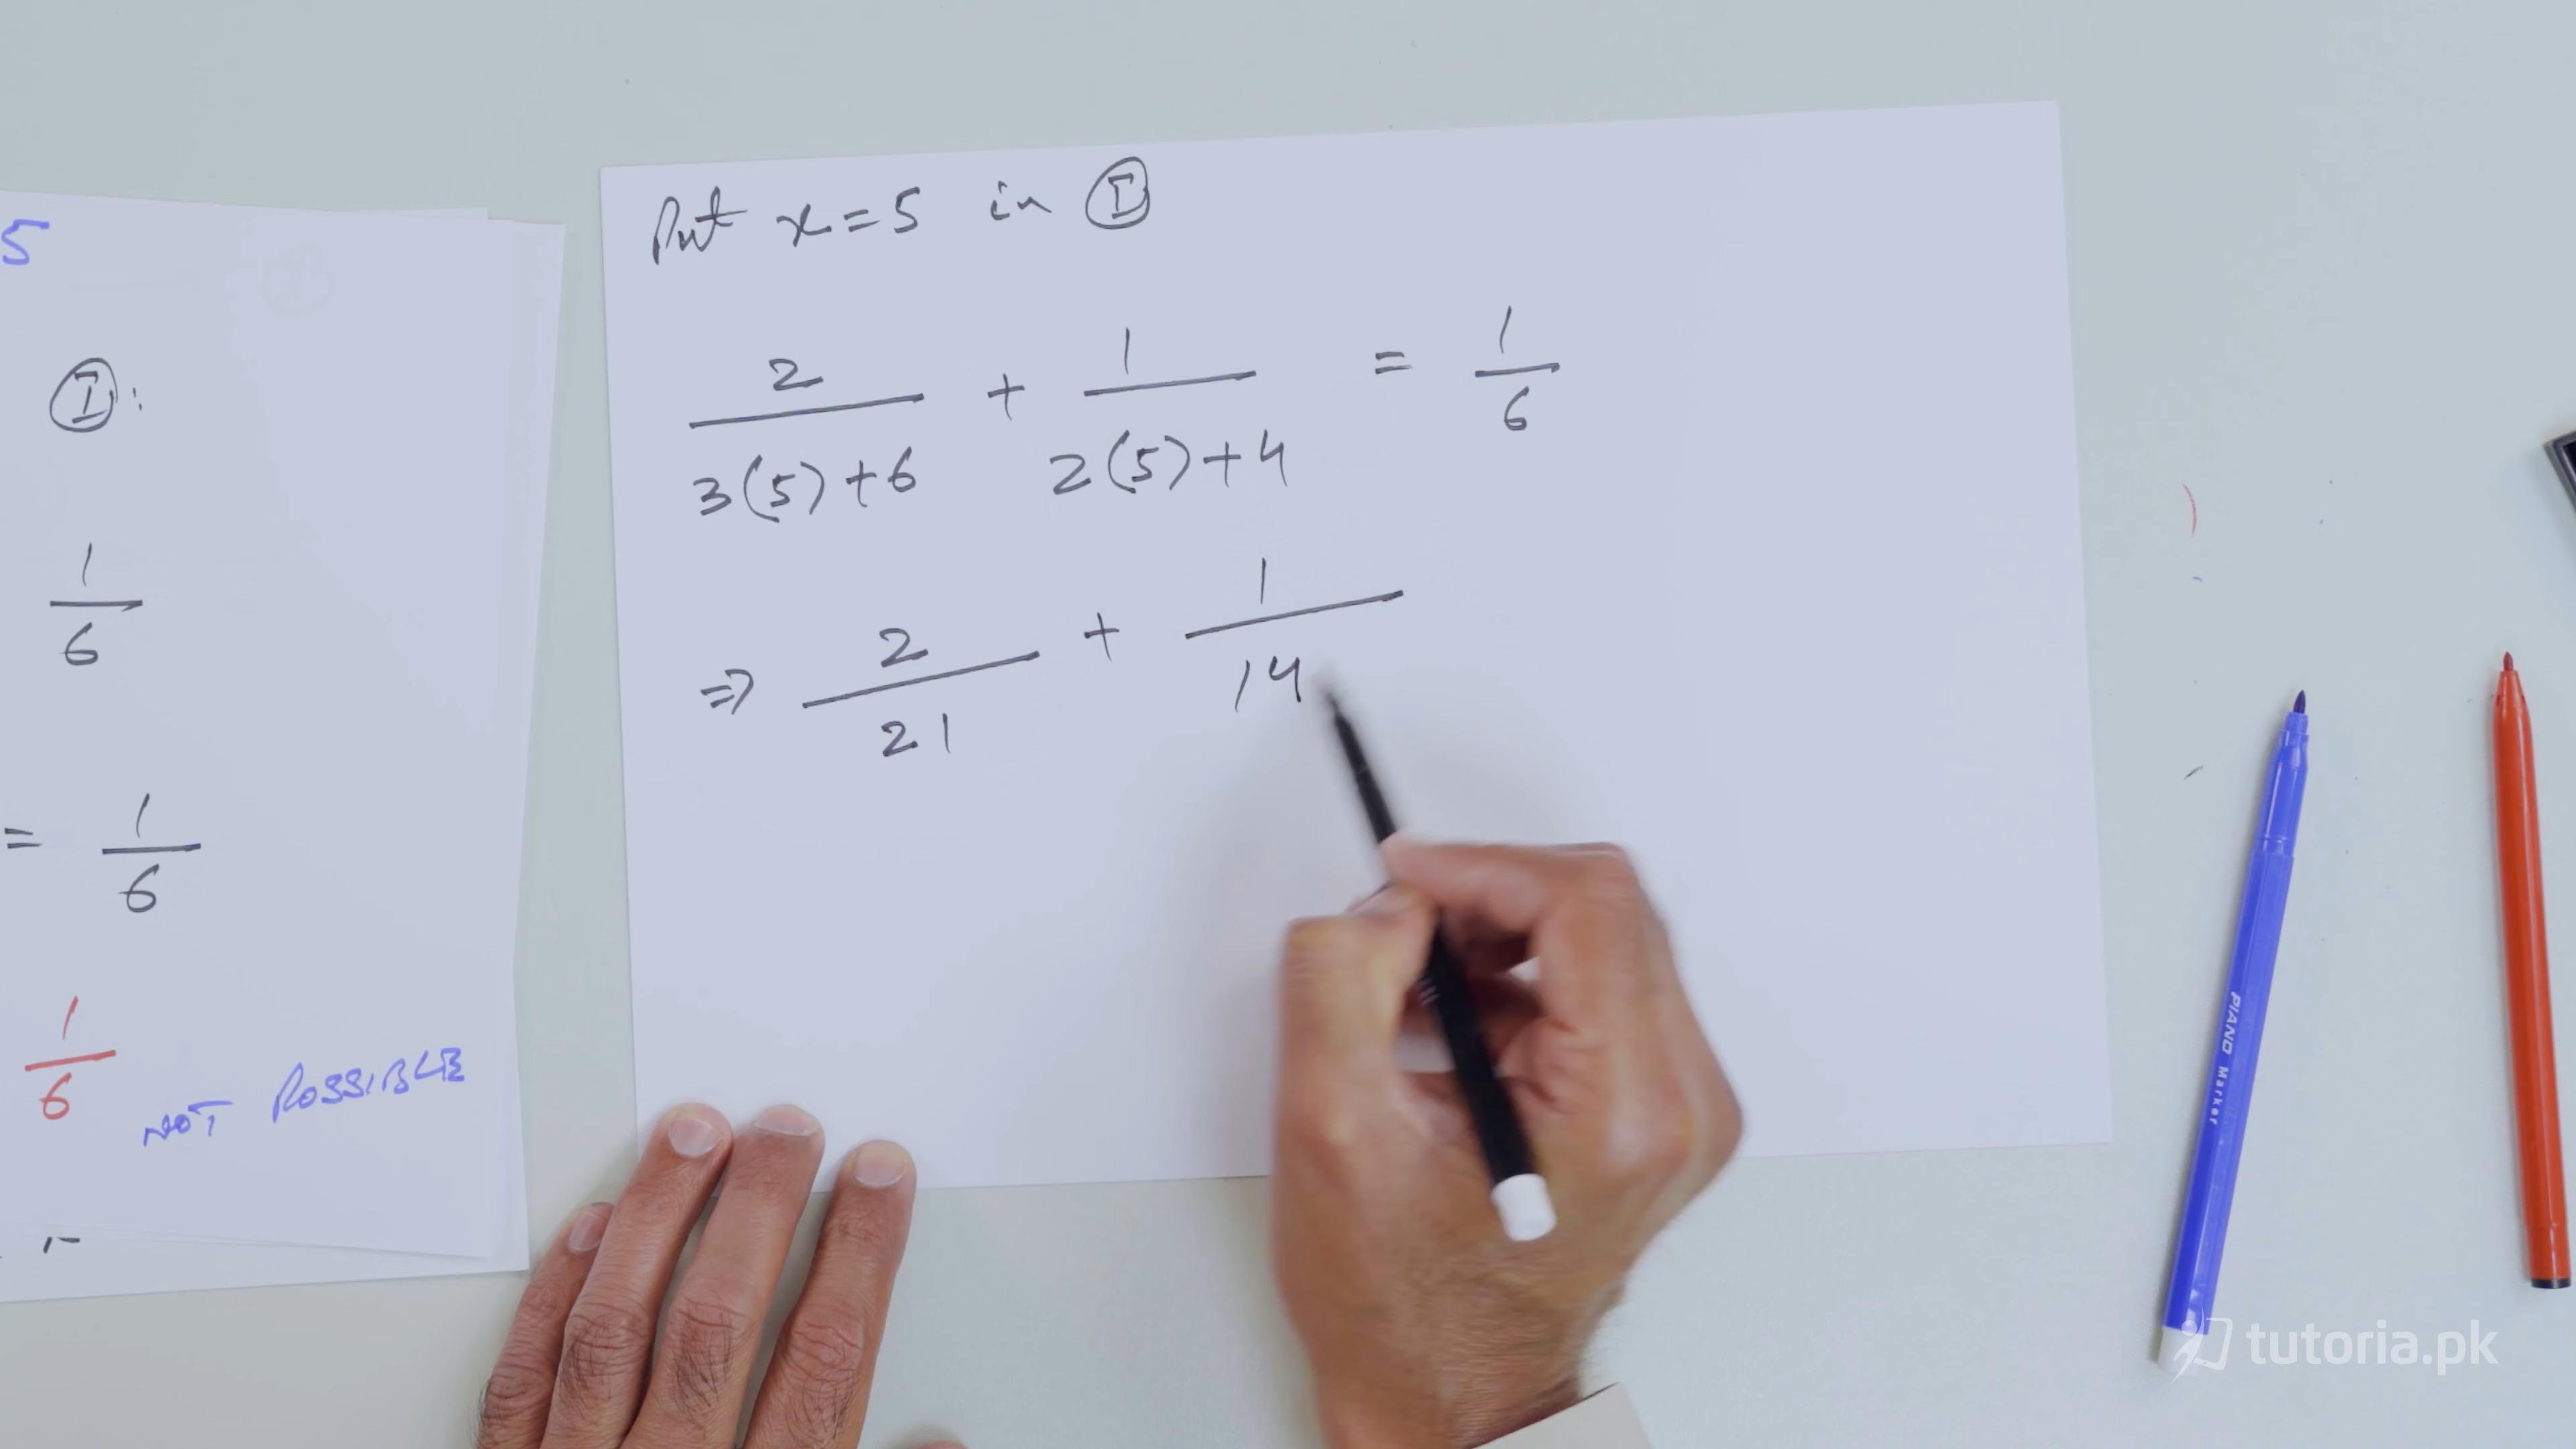 5
Ⓘ:
1/6
= 1/6
1/6 NOT POSSIBLE
Put x=5 in Ⓘ
2/(3(5)+6) + 1/(2(5)+4) = 1/6
⇒ 2/21 + 1/14
PIANO Marker
tutoria.pk